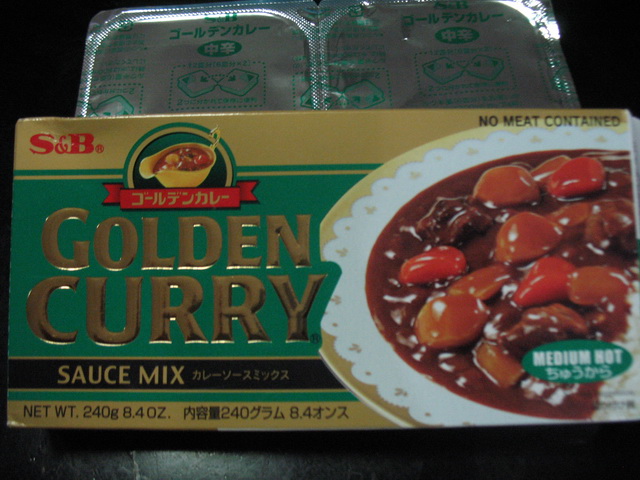 S&B
ゴールデンカレー
中辛
S&B
ゴールデンカレー
中辛
NO MEAT CONTAINED
S&B®
ゴールデンカレー
GOLDEN
CURRY®
SAUCE MIX カレーソースミックス
MEDIUM HOT
ちゅうから
NET WT. 240g 8.4 OZ. 内容量240グラム 8.4オンス